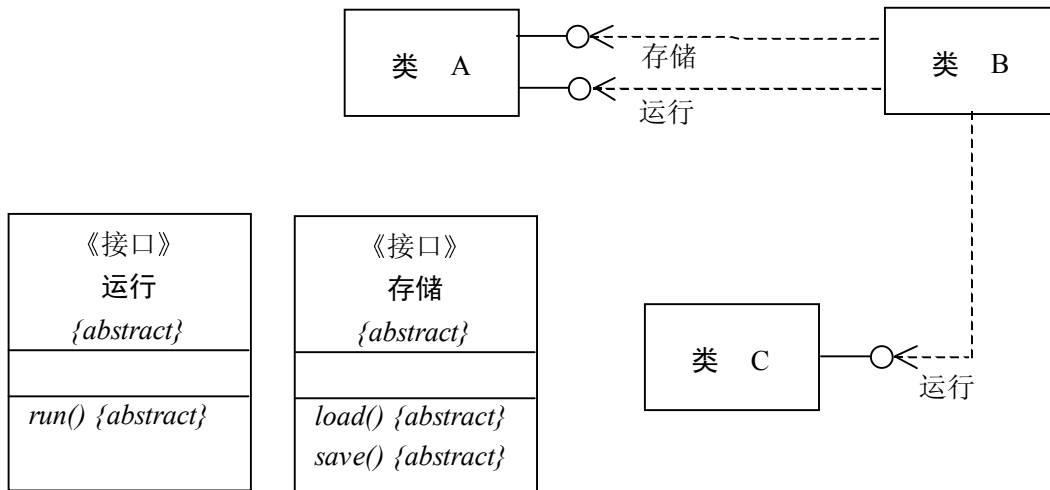 类 A
存储
运行
类 B
《接口》
运行
{abstract}
run() {abstract}
《接口》
存储
{abstract}
load() {abstract}
save() {abstract}
类 C
运行